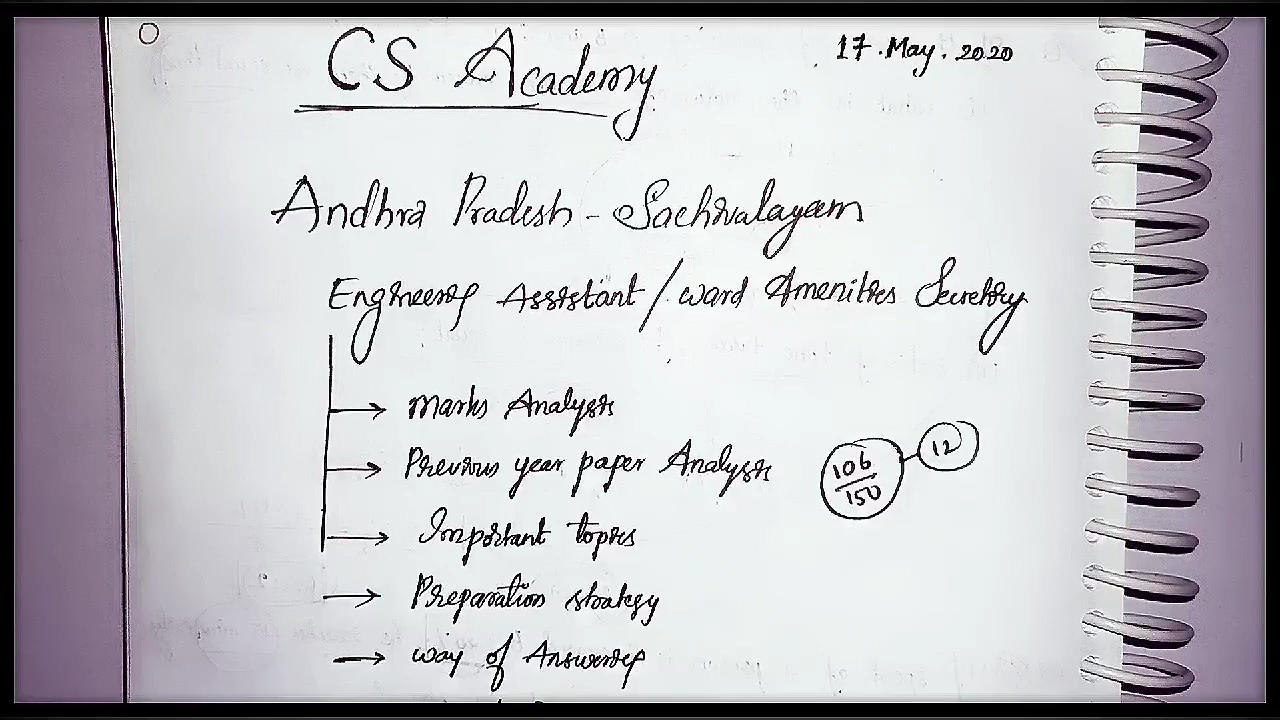 CS Academy
17. May. 2020
Andhra Pradesh - Sachivalayam
Engineering Assistant / ward Amenities Secretary
Marks Analysis
Previous year paper Analysis
106/150 12
Important topics
Preparation strategy
way of Answering